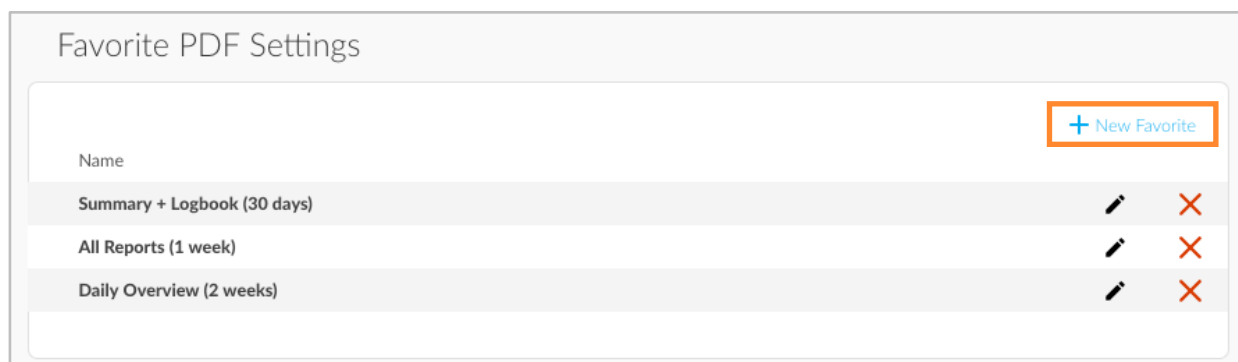 Favorite PDF Settings
New Favorite
Name
Summary + Logbook (30 days)
All Reports (1 week)
Daily Overview (2 weeks)